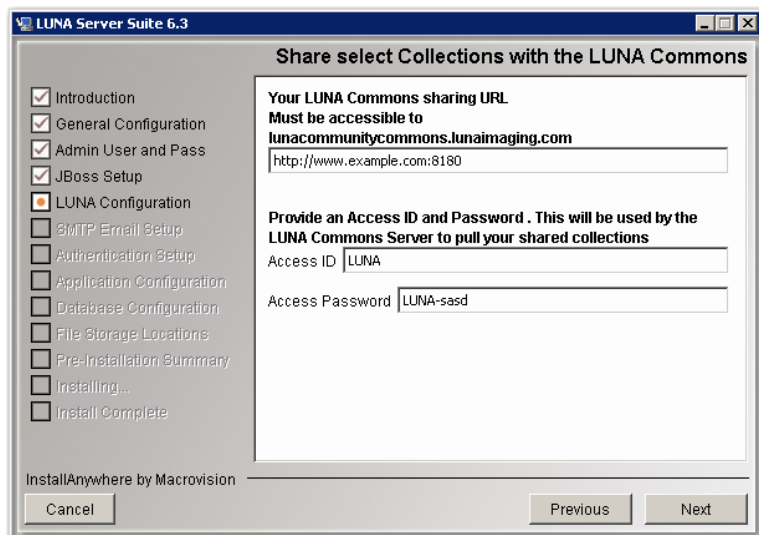 LUNA Server Suite 6.3
Share select Collections with the LUNA Commons
Introduction
General Configuration
Admin User and Pass
JBoss Setup
LUNA Configuration
SMTP Email Setup
Authentication Setup
Application Configuration
Database Configuration
File Storage Locations
Pre-Installation Summary
Installing...
Install Complete
Your LUNA Commons sharing URL
Must be accessible to
lunacommunitycommons.lunaimaging.com
http://www.example.com:8180
Provide an Access ID and Password . This will be used by the
LUNA Commons Server to pull your shared collections
Access ID LUNA
Access Password LUNA-sasd
InstallAnywhere by Macrovision
Cancel
Previous
Next